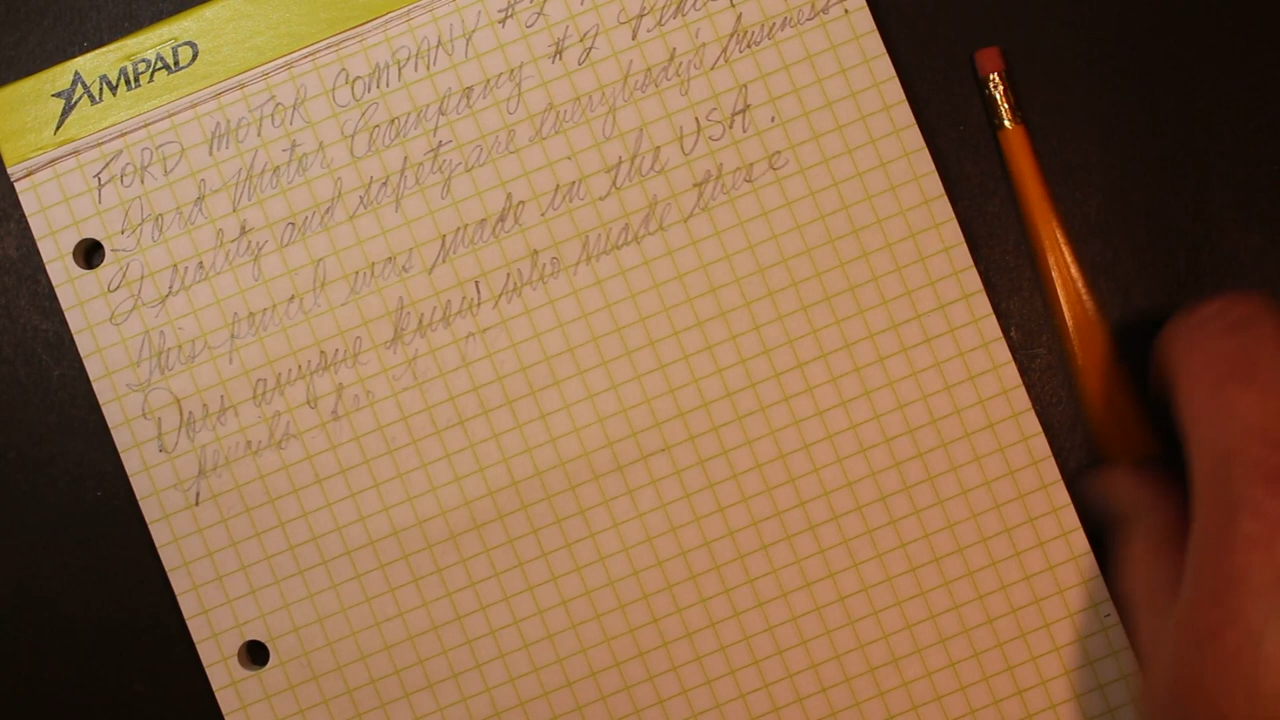 AMPAD
FORD MOTOR COMPANY #2
Ford Motor Company #2
Quality and safety are everybody's business.
This pencil was made in the USA.
Does anyone know who made these
pencils